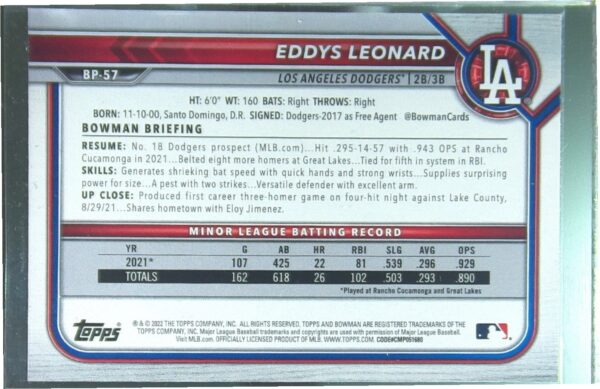 EDDYS LEONARD
BP-57
LOS ANGELES DODGERS™ | 2B/3B
LA
HT: 6'0" WT: 160 BATS: Right THROWS: Right
BORN: 11-10-00, Santo Domingo, D.R. SIGNED: Dodgers-2017 as Free Agent @BowmanCards
BOWMAN BRIEFING
RESUME: No. 18 Dodgers prospect (MLB.com)...Hit .295-14-57 with .943 OPS at Rancho
Cucamonga in 2021...Belted eight more homers at Great Lakes...Tied for fifth in system in RBI.
SKILLS: Generates shrieking bat speed with quick hands and strong wrists...Supplies surprising
power for size...A pest with two strikes...Versatile defender with excellent arm.
UP CLOSE: Produced first career three-homer game on four-hit night against Lake County,
8/29/21...Shares hometown with Eloy Jimenez.
MINOR LEAGUE BATTING RECORD
YR G AB HR RBI SLG AVG OPS
2021* 107 425 22 81 .539 .296 .929
TOTALS 162 618 26 102 .503 .293 .890
*Played at Rancho Cucamonga and Great Lakes
topps
® & © 2022 THE TOPPS COMPANY, INC. ALL RIGHTS RESERVED. TOPPS AND BOWMAN ARE REGISTERED TRADEMARKS OF THE
TOPPS COMPANY, INC. Major League Baseball trademarks and copyrights are used with permission of Major League Baseball.
Visit MLB.com. OFFICIALLY LICENSED PRODUCT OF MLB. WWW.TOPPS.COM. CODE#CMP051680